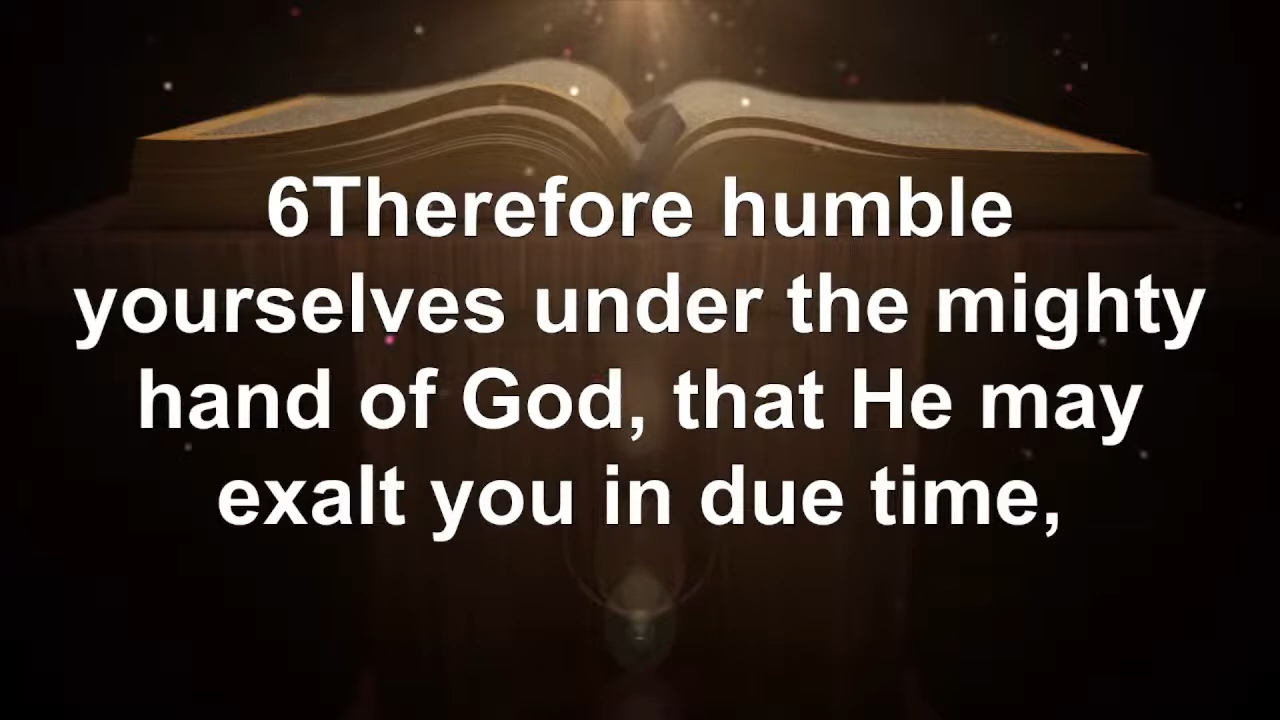 6Therefore humble
yourselves under the mighty
hand of God, that He may
exalt you in due time,